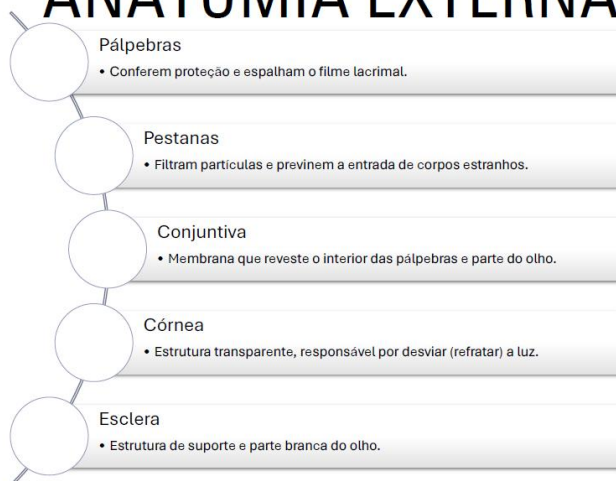 ANATOMIA EXTERNA
Pálpebras
• Conferem proteção e espalham o filme lacrimal.
Pestanas
• Filtram partículas e previnem a entrada de corpos estranhos.
Conjuntiva
• Membrana que reveste o interior das pálpebras e parte do olho.
Córnea
• Estrutura transparente, responsável por desviar (refratar) a luz.
Esclera
• Estrutura de suporte e parte branca do olho.